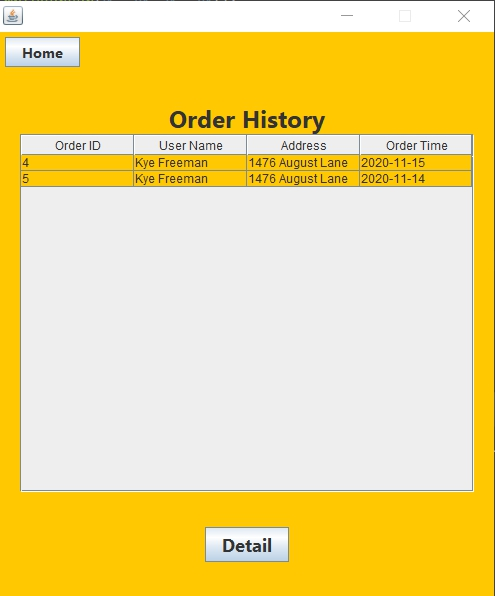 Home
Order History
Order ID User Name Address Order Time
4 Kye Freeman 1476 August Lane 2020-11-15
5 Kye Freeman 1476 August Lane 2020-11-14
Detail